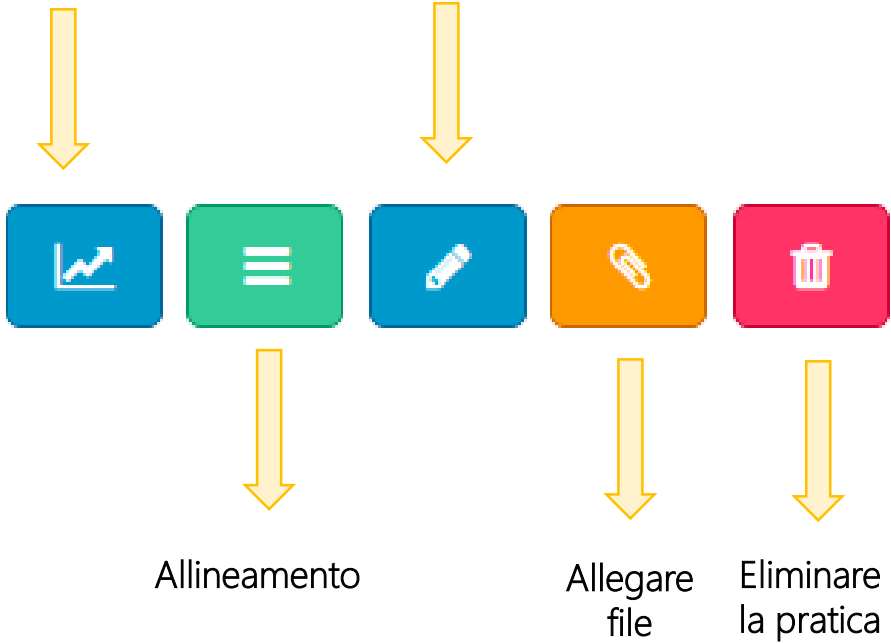 Allineamento
Allegare
file
Eliminare
la pratica